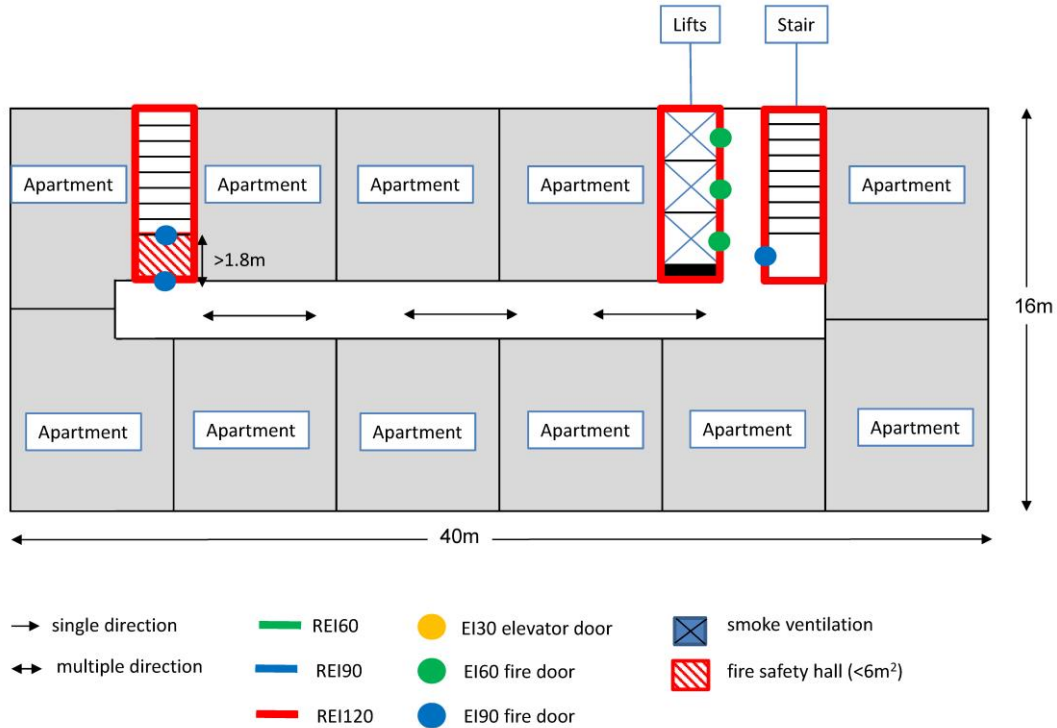 Lifts
Stair
Apartment
Apartment
Apartment
Apartment
Apartment
>1.8m
16m
Apartment
Apartment
Apartment
Apartment
Apartment
Apartment
40m
single direction
REI60
EI30 elevator door
smoke ventilation
multiple direction
REI90
EI60 fire door
fire safety hall (<6m²)
REI120
EI90 fire door